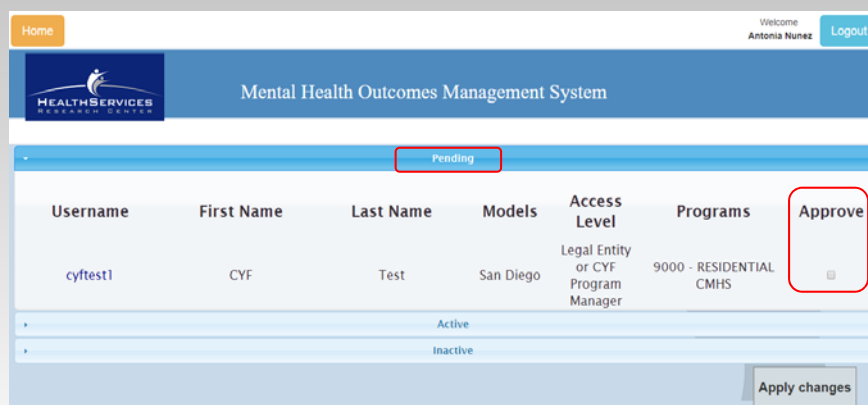 Home
Welcome
Antonia Nunez
Logout
HEALTHSERVICES
RESEARCH CENTER
Mental Health Outcomes Management System
Pending
Username First Name Last Name Models Access Level Programs Approve
cyftest1 CYF Test San Diego Legal Entity or CYF Program Manager 9000 - RESIDENTIAL CMHS
Active
Inactive
Apply changes